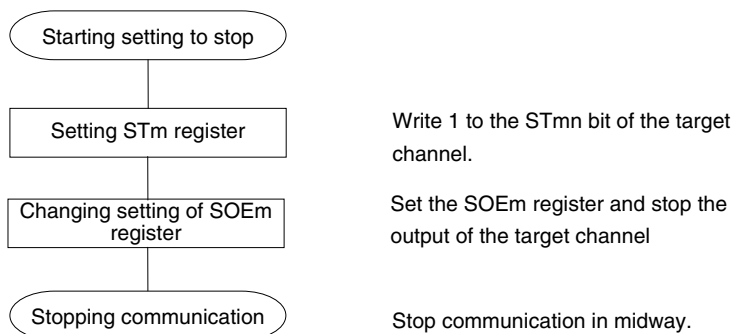 Starting setting to stop
Setting STm register
Write 1 to the STmn bit of the target
channel.
Changing setting of SOEm
register
Set the SOEm register and stop the
output of the target channel
Stopping communication
Stop communication in midway.